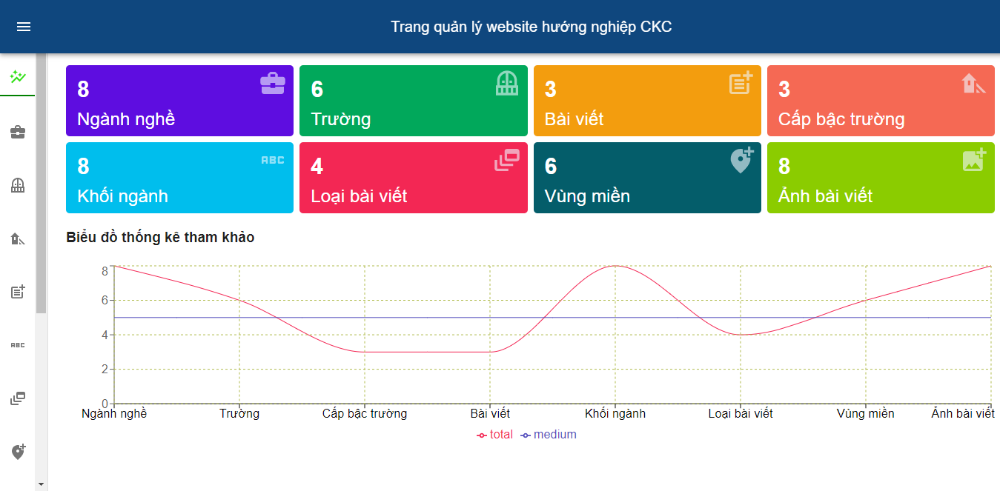 Trang quản lý website hướng nghiệp CKC
8
Ngành nghề
6
Trường
3
Bài viết
3
Cấp bậc trường
ABC
8
Khối ngành
4
Loại bài viết
6
Vùng miền
8
Ảnh bài viết
ABC
Biểu đồ thống kê tham khảo
8
6
4
2
0
Ngành nghề Trường Cấp bậc trường Bài viết Khối ngành Loại bài viết Vùng miền Ảnh bài viết
total medium